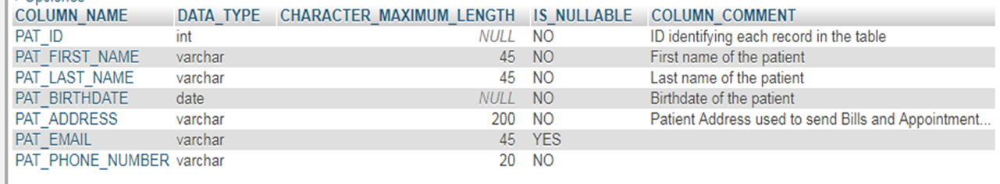 COLUMN_NAME DATA_TYPE CHARACTER_MAXIMUM_LENGTH IS_NULLABLE COLUMN_COMMENT
PAT_ID int NULL NO ID identifying each record in the table
PAT_FIRST_NAME varchar 45 NO First name of the patient
PAT_LAST_NAME varchar 45 NO Last name of the patient
PAT_BIRTHDATE date NULL NO Birthdate of the patient
PAT_ADDRESS varchar 200 NO Patient Address used to send Bills and Appointment...
PAT_EMAIL varchar 45 YES
PAT_PHONE_NUMBER varchar 20 NO